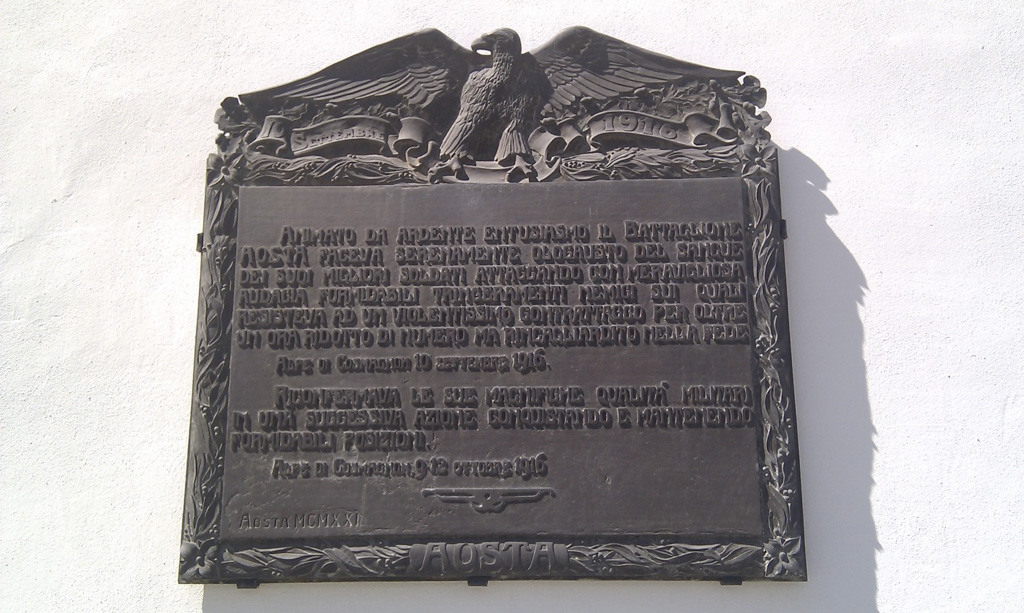 SETTEMBRE
1916
ANIMATO DA ARDENTE ENTUSIASMO IL BATTAGLIONE
AOSTA FACEVA SERENAMENTE OLOCAUSTO DEL SANGUE
DEI SUOI MIGLIORI SOLDATI ATTACCANDO CON MERAVIGLIOSA
AUDACIA FORMIDABILI TRINCERAMENTI NEMICI SUI QUALI
RESISTEVA AD UN VIOLENTISSIMO CONTRATTACCO PER OLTRE
UN ORA RIDOTTO DI NUMERO MA RINGAGLIARDITO NELLA FEDE
ALPE DI COSMAGNON 10 SETTEMBRE 1916.
RICONFERMAVA LE SUE MAGNIFICHE QUALITA' MILITARI
IN UNA SUCCESSIVA AZIONE CONQUISTANDO E MANTENENDO
FORMIDABILI POSIZIONI.
ALPE DI COSMAGNON, 9-12 OTTOBRE 1916
AOSTA MCMXXI
AOSTA